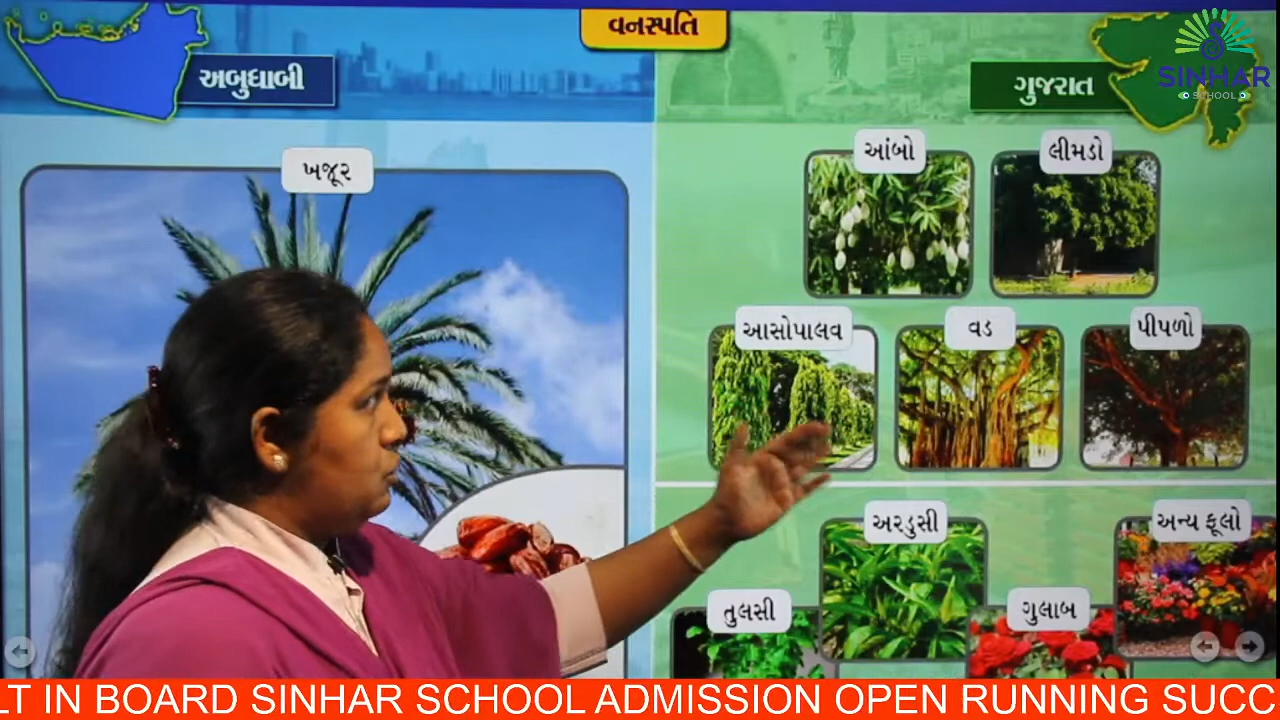 વનસ્પતિ
અબુધાબી
ગુજરાત
SINHAR
SCHOOL
ખજૂર
આંબો
લીમડો
આસોપાલવ
વડ
પીપળો
અરડુસી
અન્ય ફૂલો
તુલસી
ગુલાબ
LT IN BOARD SINHAR SCHOOL ADMISSION OPEN RUNNING SUCC